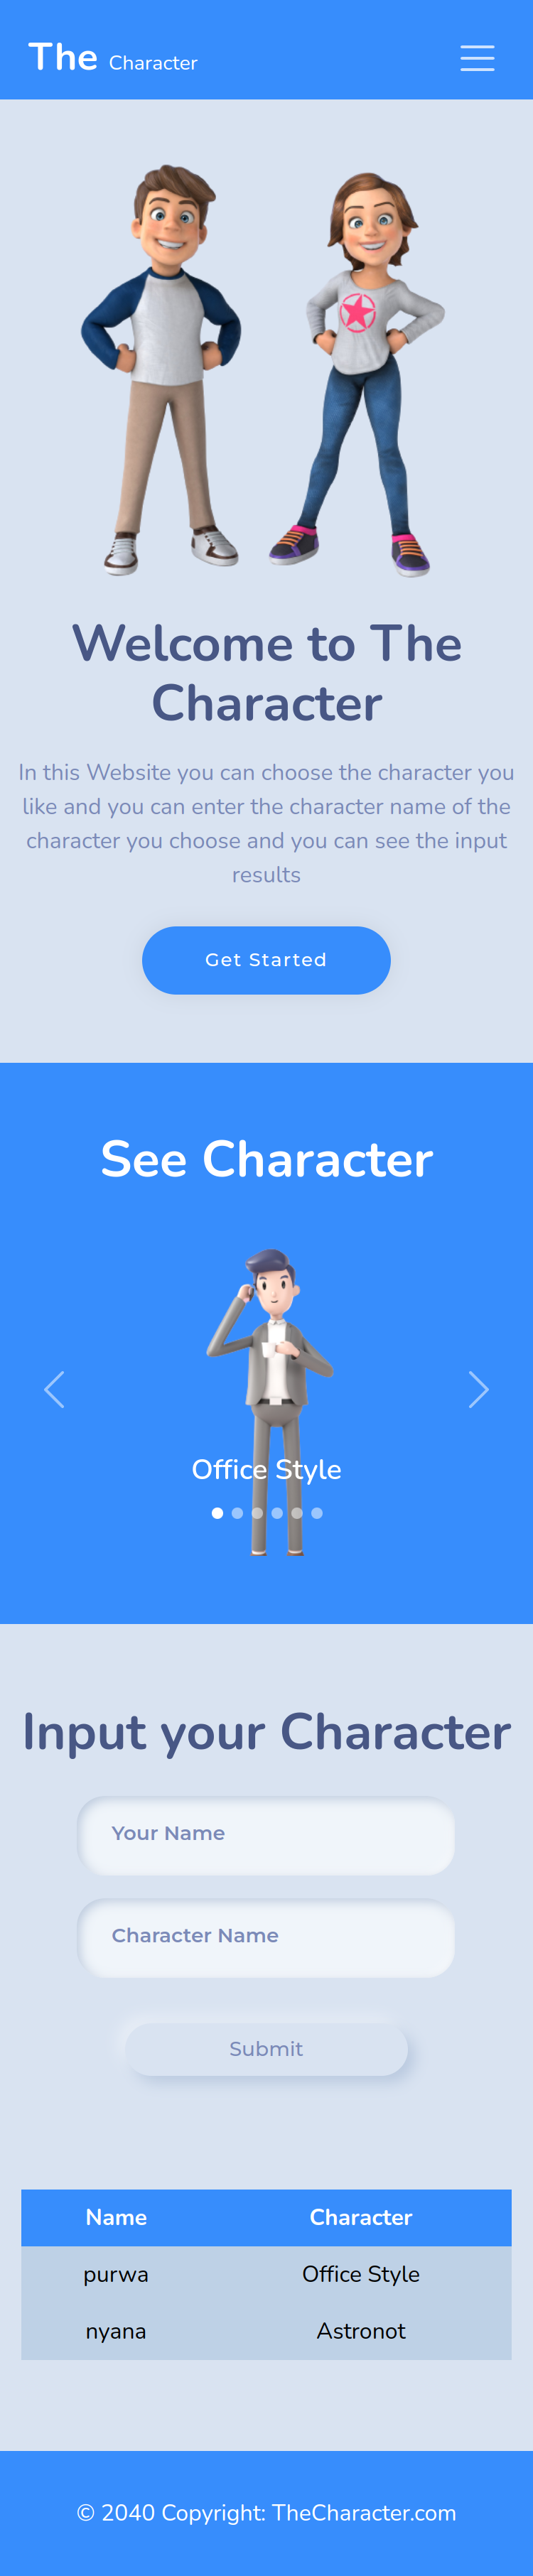 The Character
Welcome to The
Character
In this Website you can choose the character you
like and you can enter the character name of the
character you choose and you can see the input
results
Get Started
See Character
Office Style
Input your Character
Your Name
Character Name
Submit
Name Character
purwa Office Style
nyana Astronot
© 2040 Copyright: TheCharacter.com